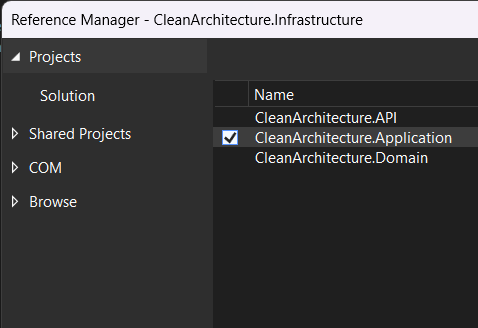 Reference Manager - CleanArchitecture.Infrastructure
Projects
Solution
Shared Projects
COM
Browse
Name
CleanArchitecture.API
CleanArchitecture.Application
CleanArchitecture.Domain